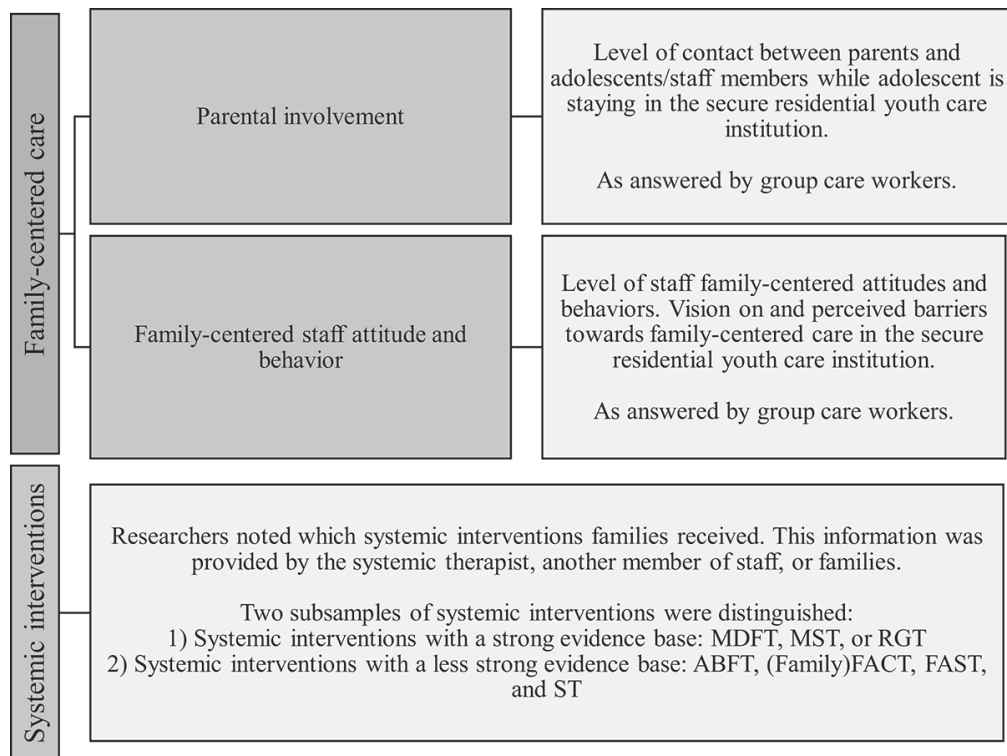 Family-centered care
Parental involvement
Level of contact between parents and
adolescents/staff members while adolescent is
staying in the secure residential youth care
institution.
As answered by group care workers.
Family-centered staff attitude and
behavior
Level of staff family-centered attitudes and
behaviors. Vision on and perceived barriers
towards family-centered care in the secure
residential youth care institution.
As answered by group care workers.
Systemic interventions
Researchers noted which systemic interventions families received. This information was
provided by the systemic therapist, another member of staff, or families.
Two subsamples of systemic interventions were distinguished:
1) Systemic interventions with a strong evidence base: MDFT, MST, or RGT
2) Systemic interventions with a less strong evidence base: ABFT, (Family)FACT, FAST,
and ST